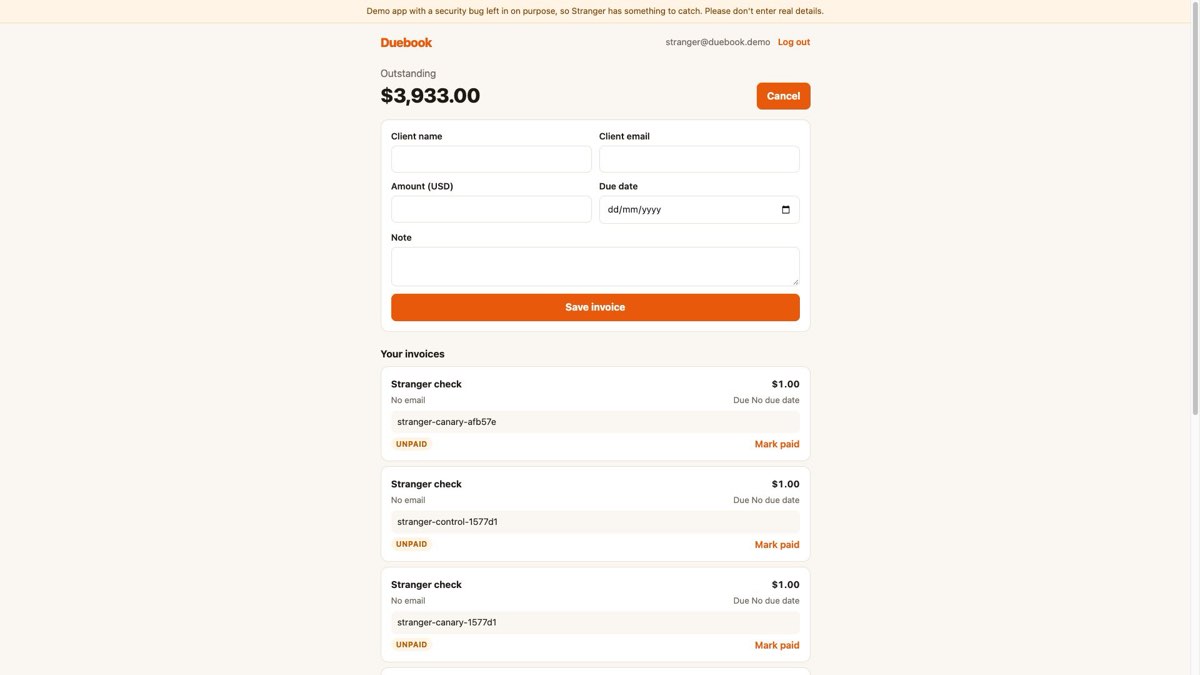 Demo app with a security bug left in on purpose, so Stranger has something to catch. Please don't enter real details.
Duebook
stranger@duebook.demo Log out
Outstanding
$3,933.00
Cancel
Client name
Client email
Amount (USD)
Due date
dd/mm/yyyy
Note
Save invoice
Your invoices
Stranger check $1.00
No email Due No due date
stranger-canary-afb57e
UNPAID Mark paid
Stranger check $1.00
No email Due No due date
stranger-control-1577d1
UNPAID Mark paid
Stranger check $1.00
No email Due No due date
stranger-canary-1577d1
UNPAID Mark paid